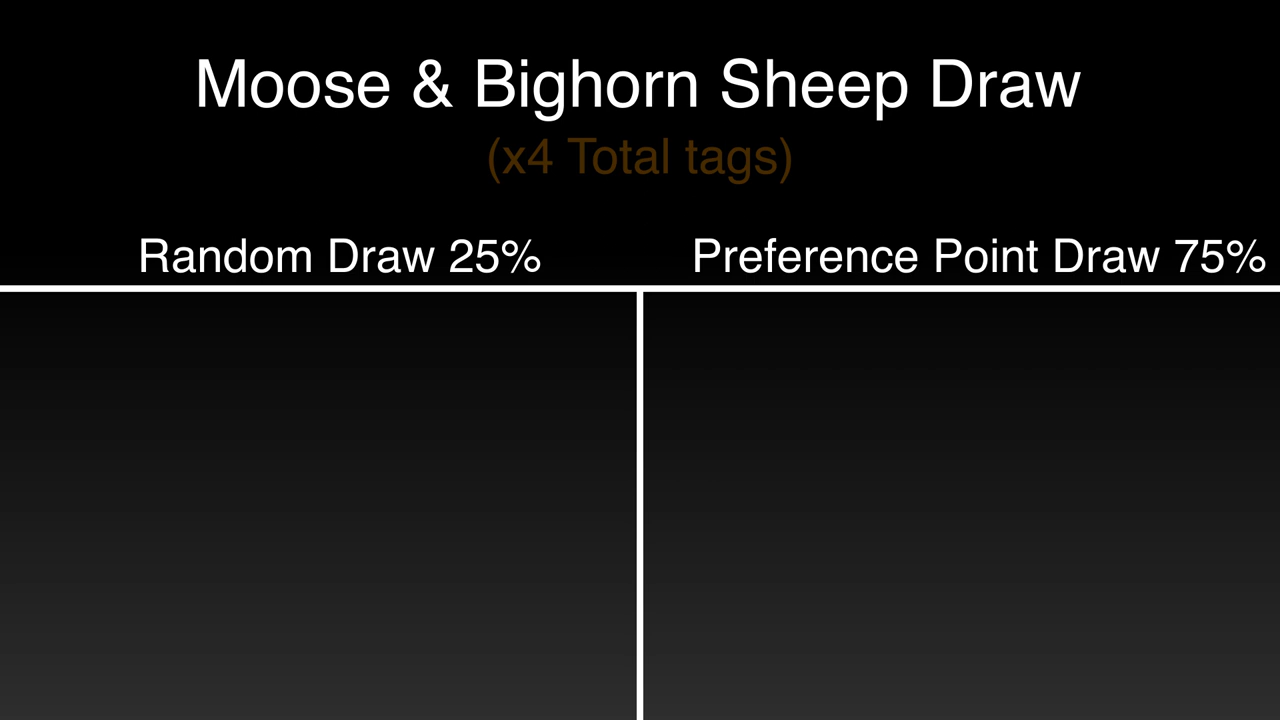 Moose & Bighorn Sheep Draw
(x4 Total tags)
Random Draw 25%
Preference Point Draw 75%